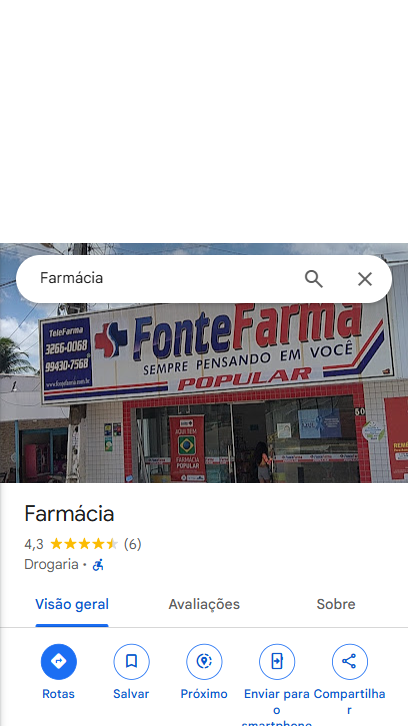 Farmácia
TeleFarma
3266-0068
99430-7568
www.fontefarma.com.br
FonteFarma
SEMPRE PENSANDO EM VOCÊ
POPULAR
50
AQUI TEM
FARMÁCIA
POPULAR
Farmácia
4,3 (6)
Drogaria ·
Visão geral Avaliações Sobre
Rotas Salvar Próximo Enviar para o smartphone Compartilhar